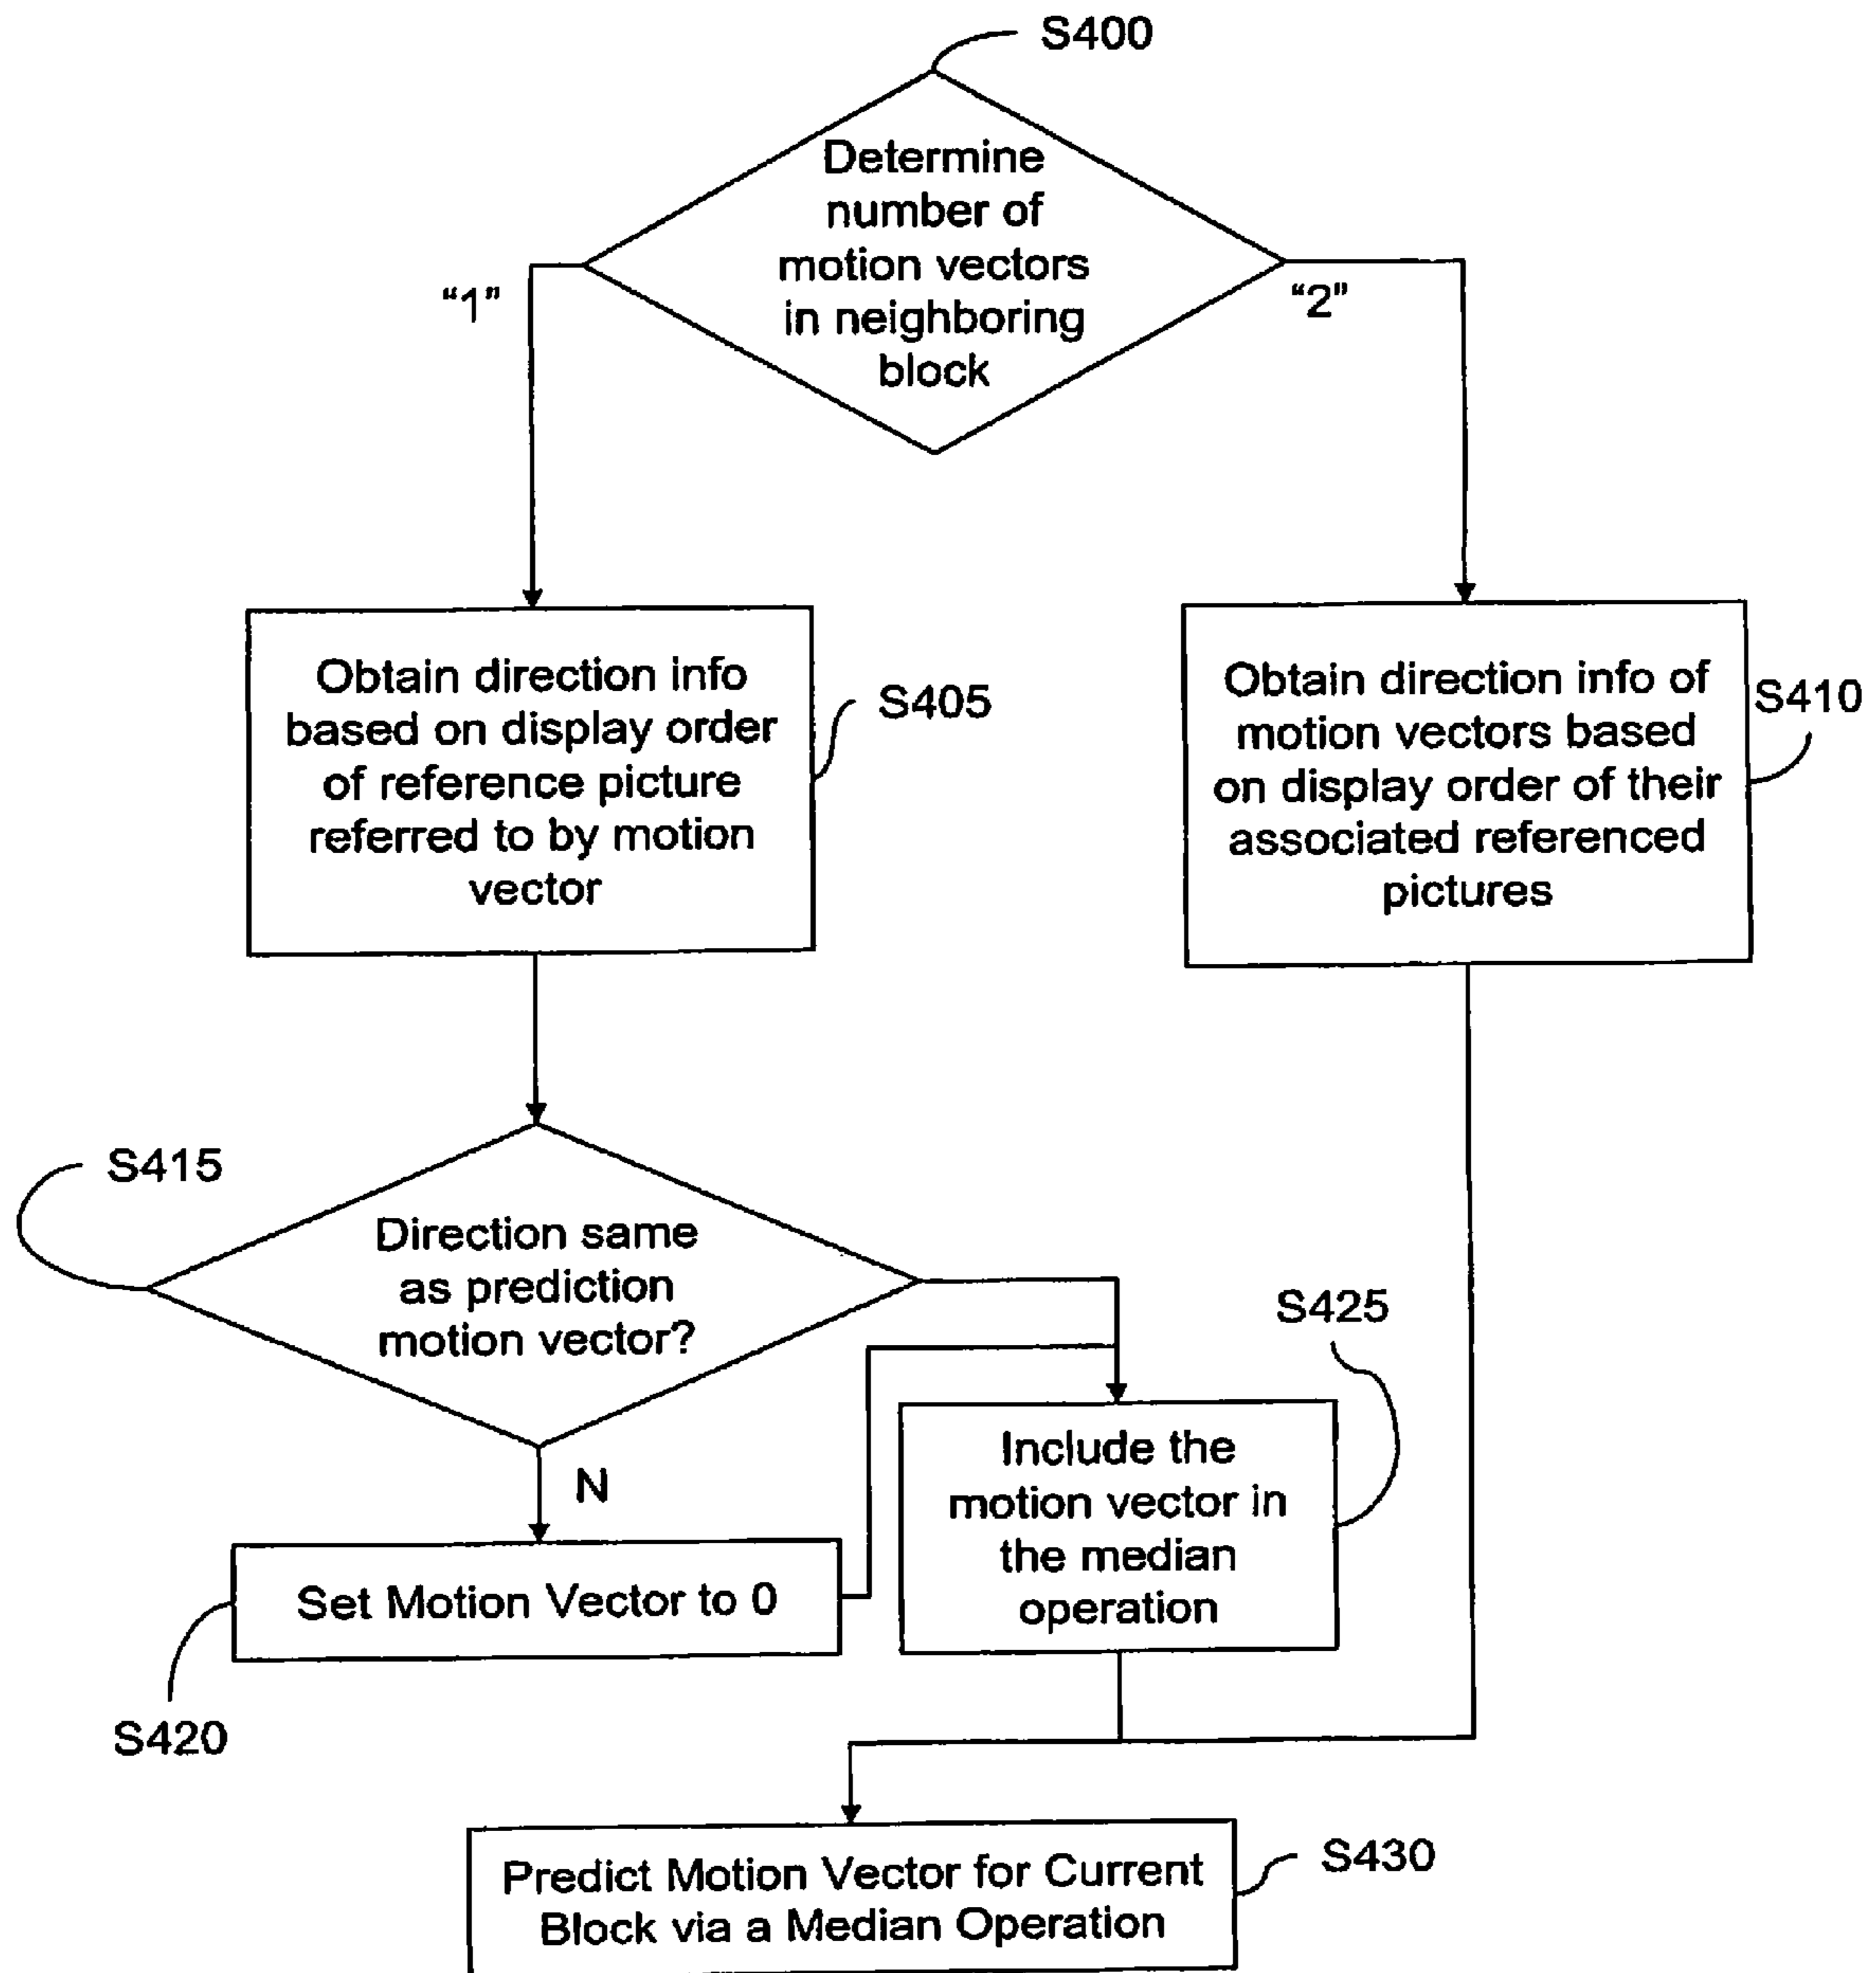 S400
Determine
number of
motion vectors
in neighboring
block
“1”
“2”
Obtain direction info
based on display order
of reference picture
referred to by motion
vector
S405
Obtain direction info of
motion vectors based
on display order of their
associated referenced
pictures
S410
S415
Direction same
as prediction
motion vector?
N
S425
Include the
motion vector in
the median
operation
Set Motion Vector to 0
S420
Predict Motion Vector for Current
Block via a Median Operation
S430